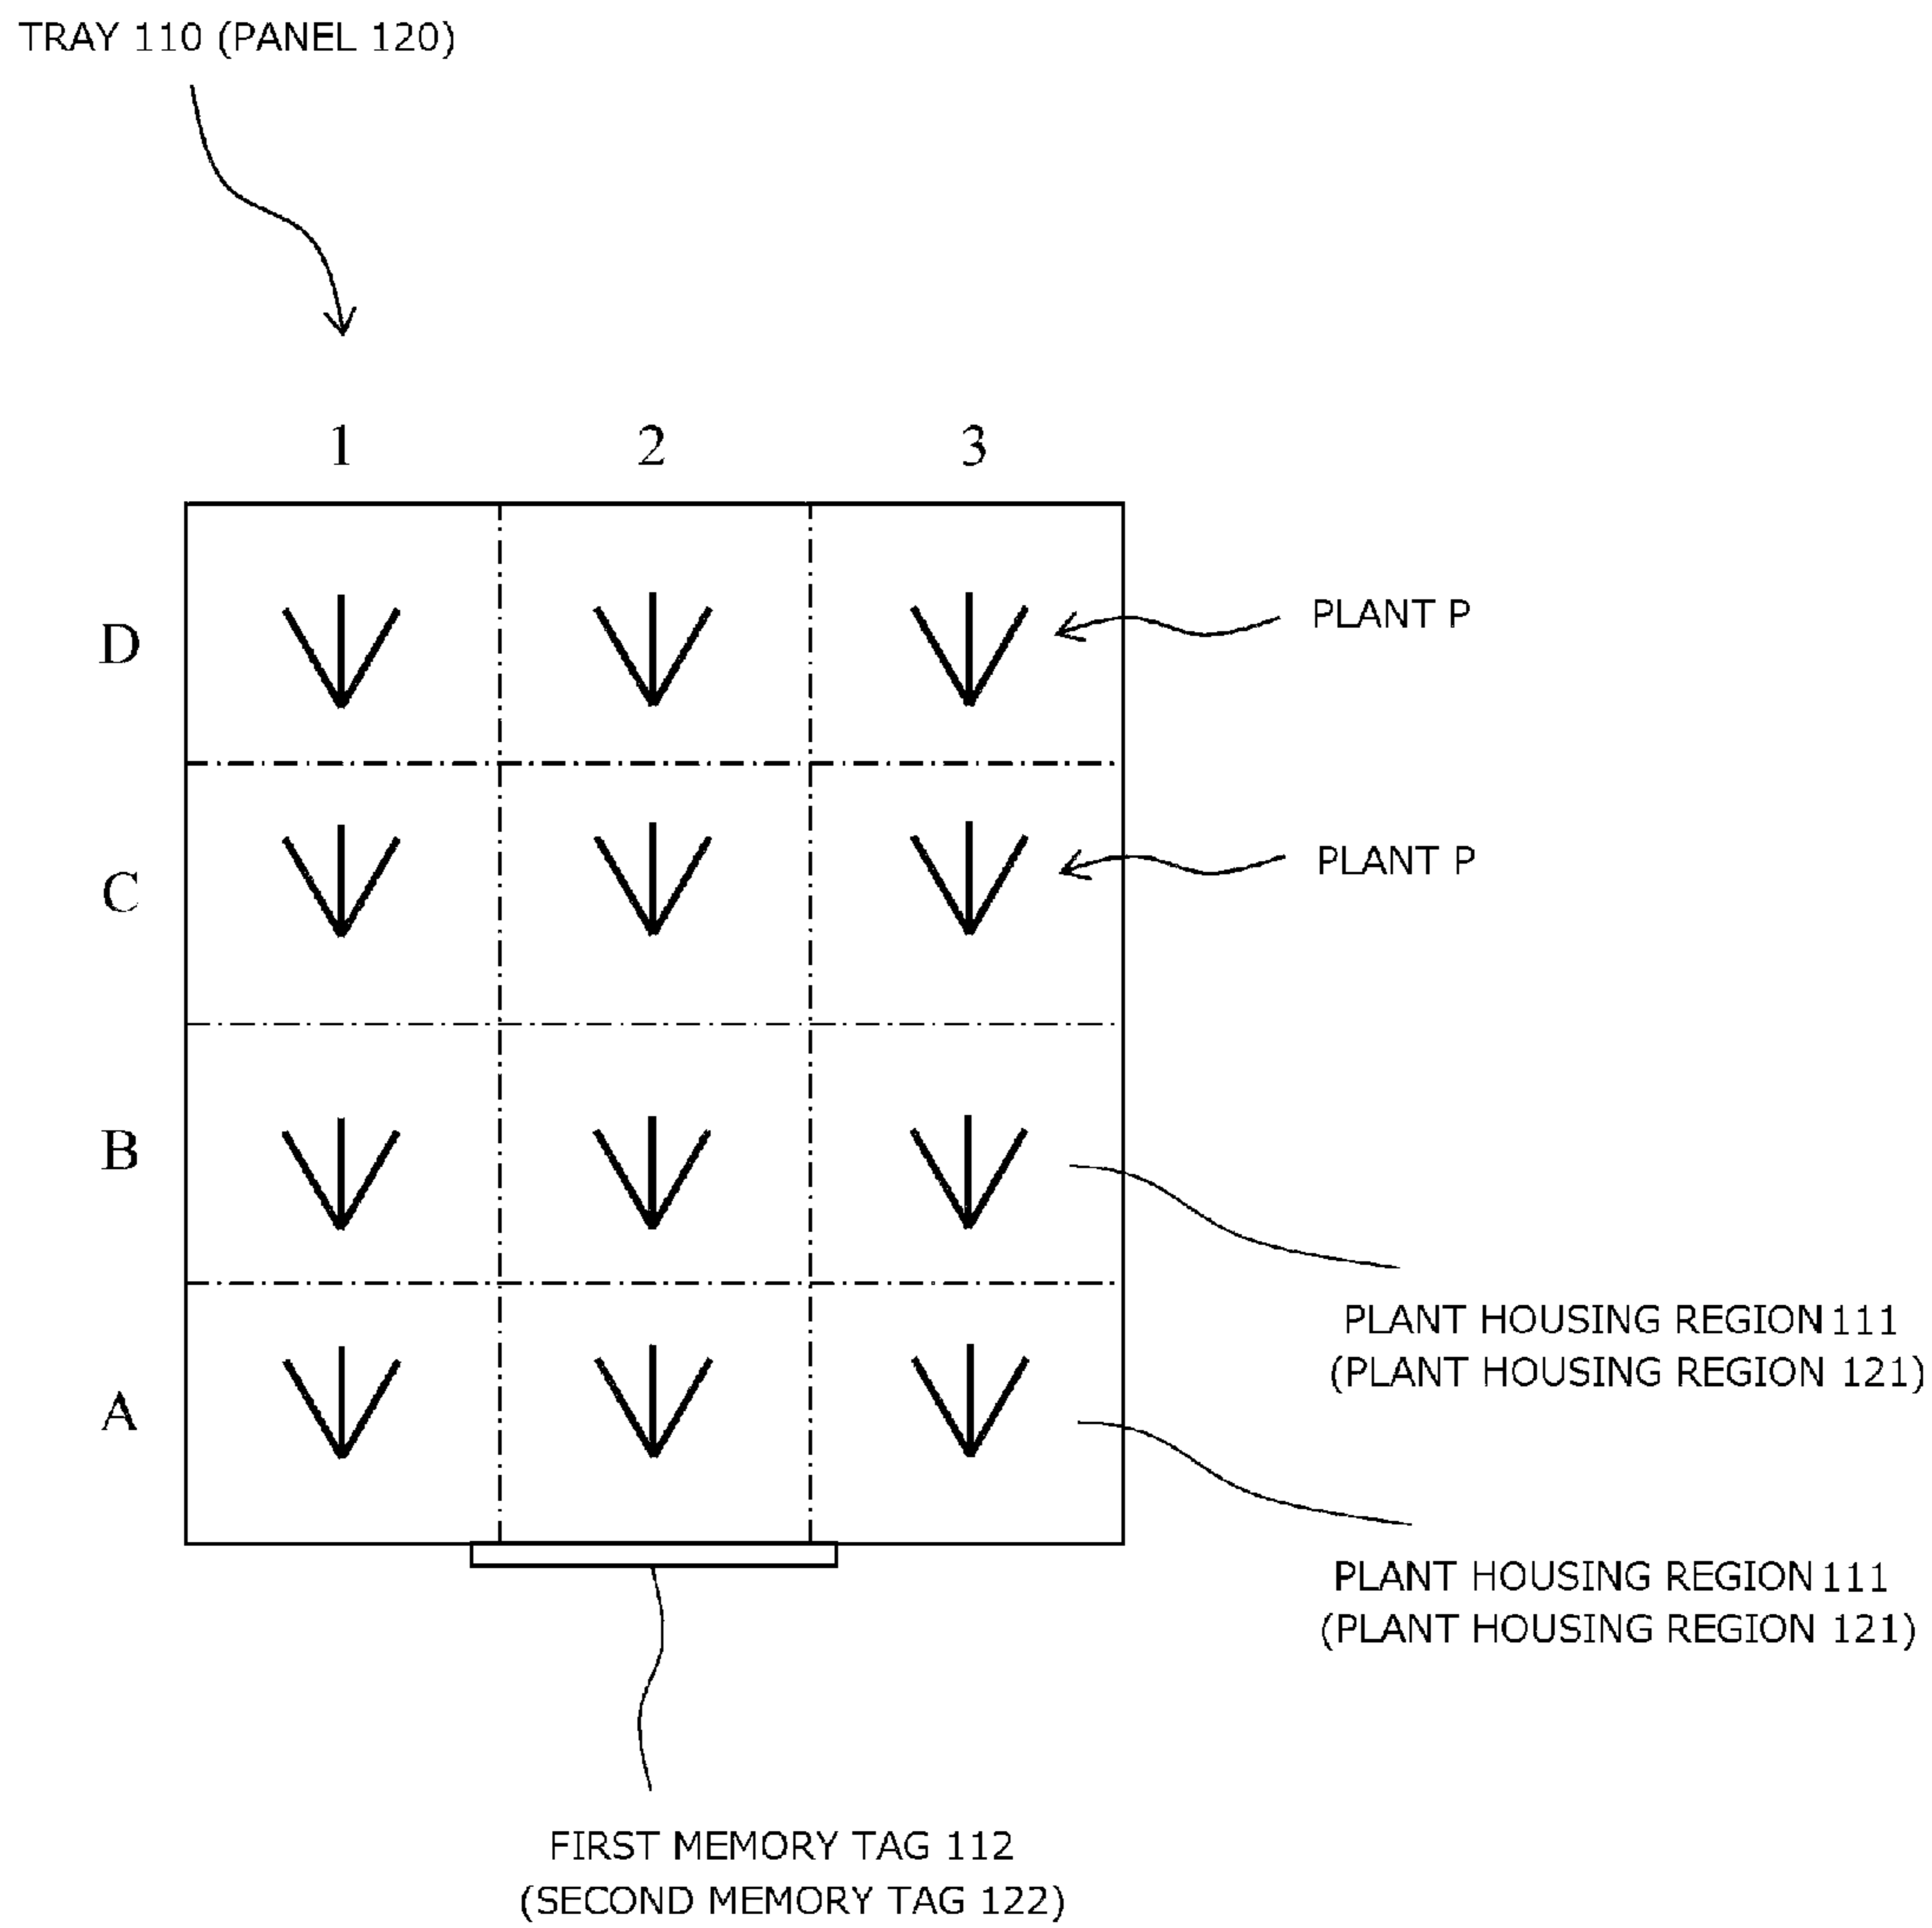 TRAY 110 (PANEL 120)
1 2 3
D
PLANT P
C
PLANT P
B
PLANT HOUSING REGION 111
(PLANT HOUSING REGION 121)
A
PLANT HOUSING REGION 111
(PLANT HOUSING REGION 121)
FIRST MEMORY TAG 112
(SECOND MEMORY TAG 122)